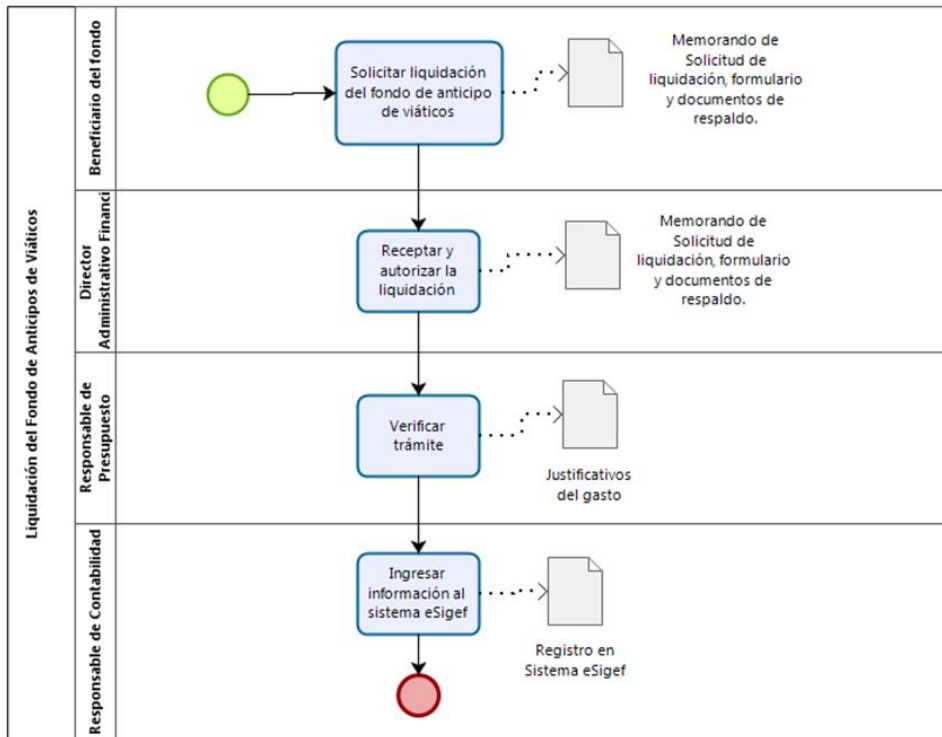 Liquidación del Fondo de Anticipos de Viáticos
Beneficiario del fondo
Solicitar liquidación
del fondo de anticipo
de viáticos
Memorando de
Solicitud de
liquidación, formulario
y documentos de
respaldo.
Director
Administrativo Financi
Receptar y
autorizar la
liquidación
Memorando de
Solicitud de
liquidación, formulario
y documentos de
respaldo.
Responsable de
Presupuesto
Verificar
trámite
Justificativos
del gasto
Responsable de Contabilidad
Ingresar
información al
sistema eSigef
Registro en
Sistema eSigef